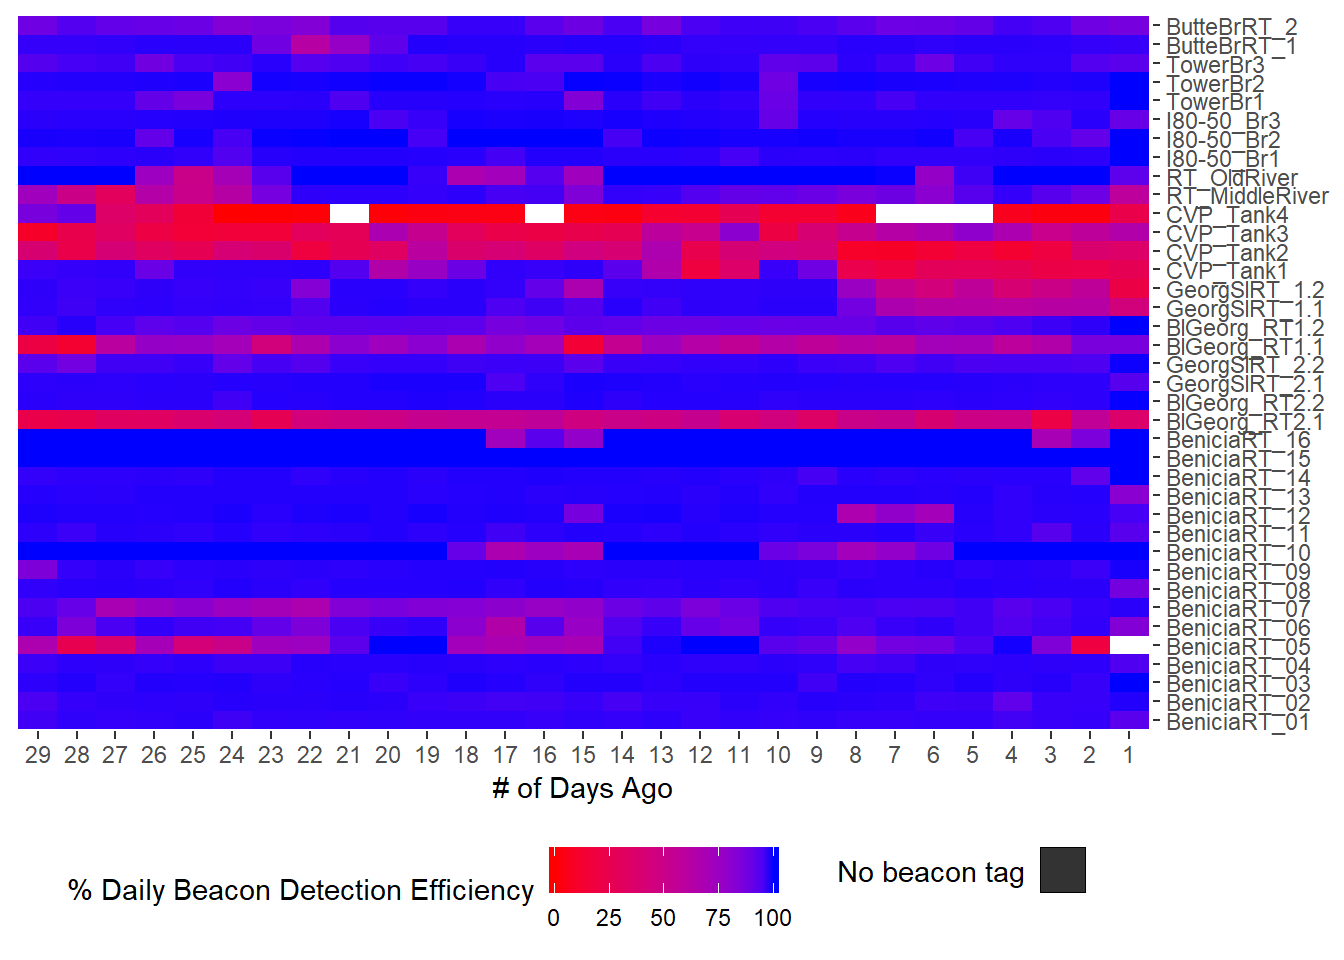 ButteBrRT_2
ButteBrRT_1
TowerBr3
TowerBr2
TowerBr1
I80-50_Br3
I80-50_Br2
I80-50_Br1
RT_OldRiver
RT_MiddleRiver
CVP_Tank4
CVP_Tank3
CVP_Tank2
CVP_Tank1
GeorgSlRT_1.2
GeorgSlRT_1.1
BlGeorg_RT1.2
BlGeorg_RT1.1
GeorgSlRT_2.2
GeorgSlRT_2.1
BlGeorg_RT2.2
BlGeorg_RT2.1
BeniciaRT_16
BeniciaRT_15
BeniciaRT_14
BeniciaRT_13
BeniciaRT_12
BeniciaRT_11
BeniciaRT_10
BeniciaRT_09
BeniciaRT_08
BeniciaRT_07
BeniciaRT_06
BeniciaRT_05
BeniciaRT_04
BeniciaRT_03
BeniciaRT_02
BeniciaRT_01
29 28 27 26 25 24 23 22 21 20 19 18 17 16 15 14 13 12 11 10 9 8 7 6 5 4 3 2 1
# of Days Ago
% Daily Beacon Detection Efficiency
0 25 50 75 100
No beacon tag